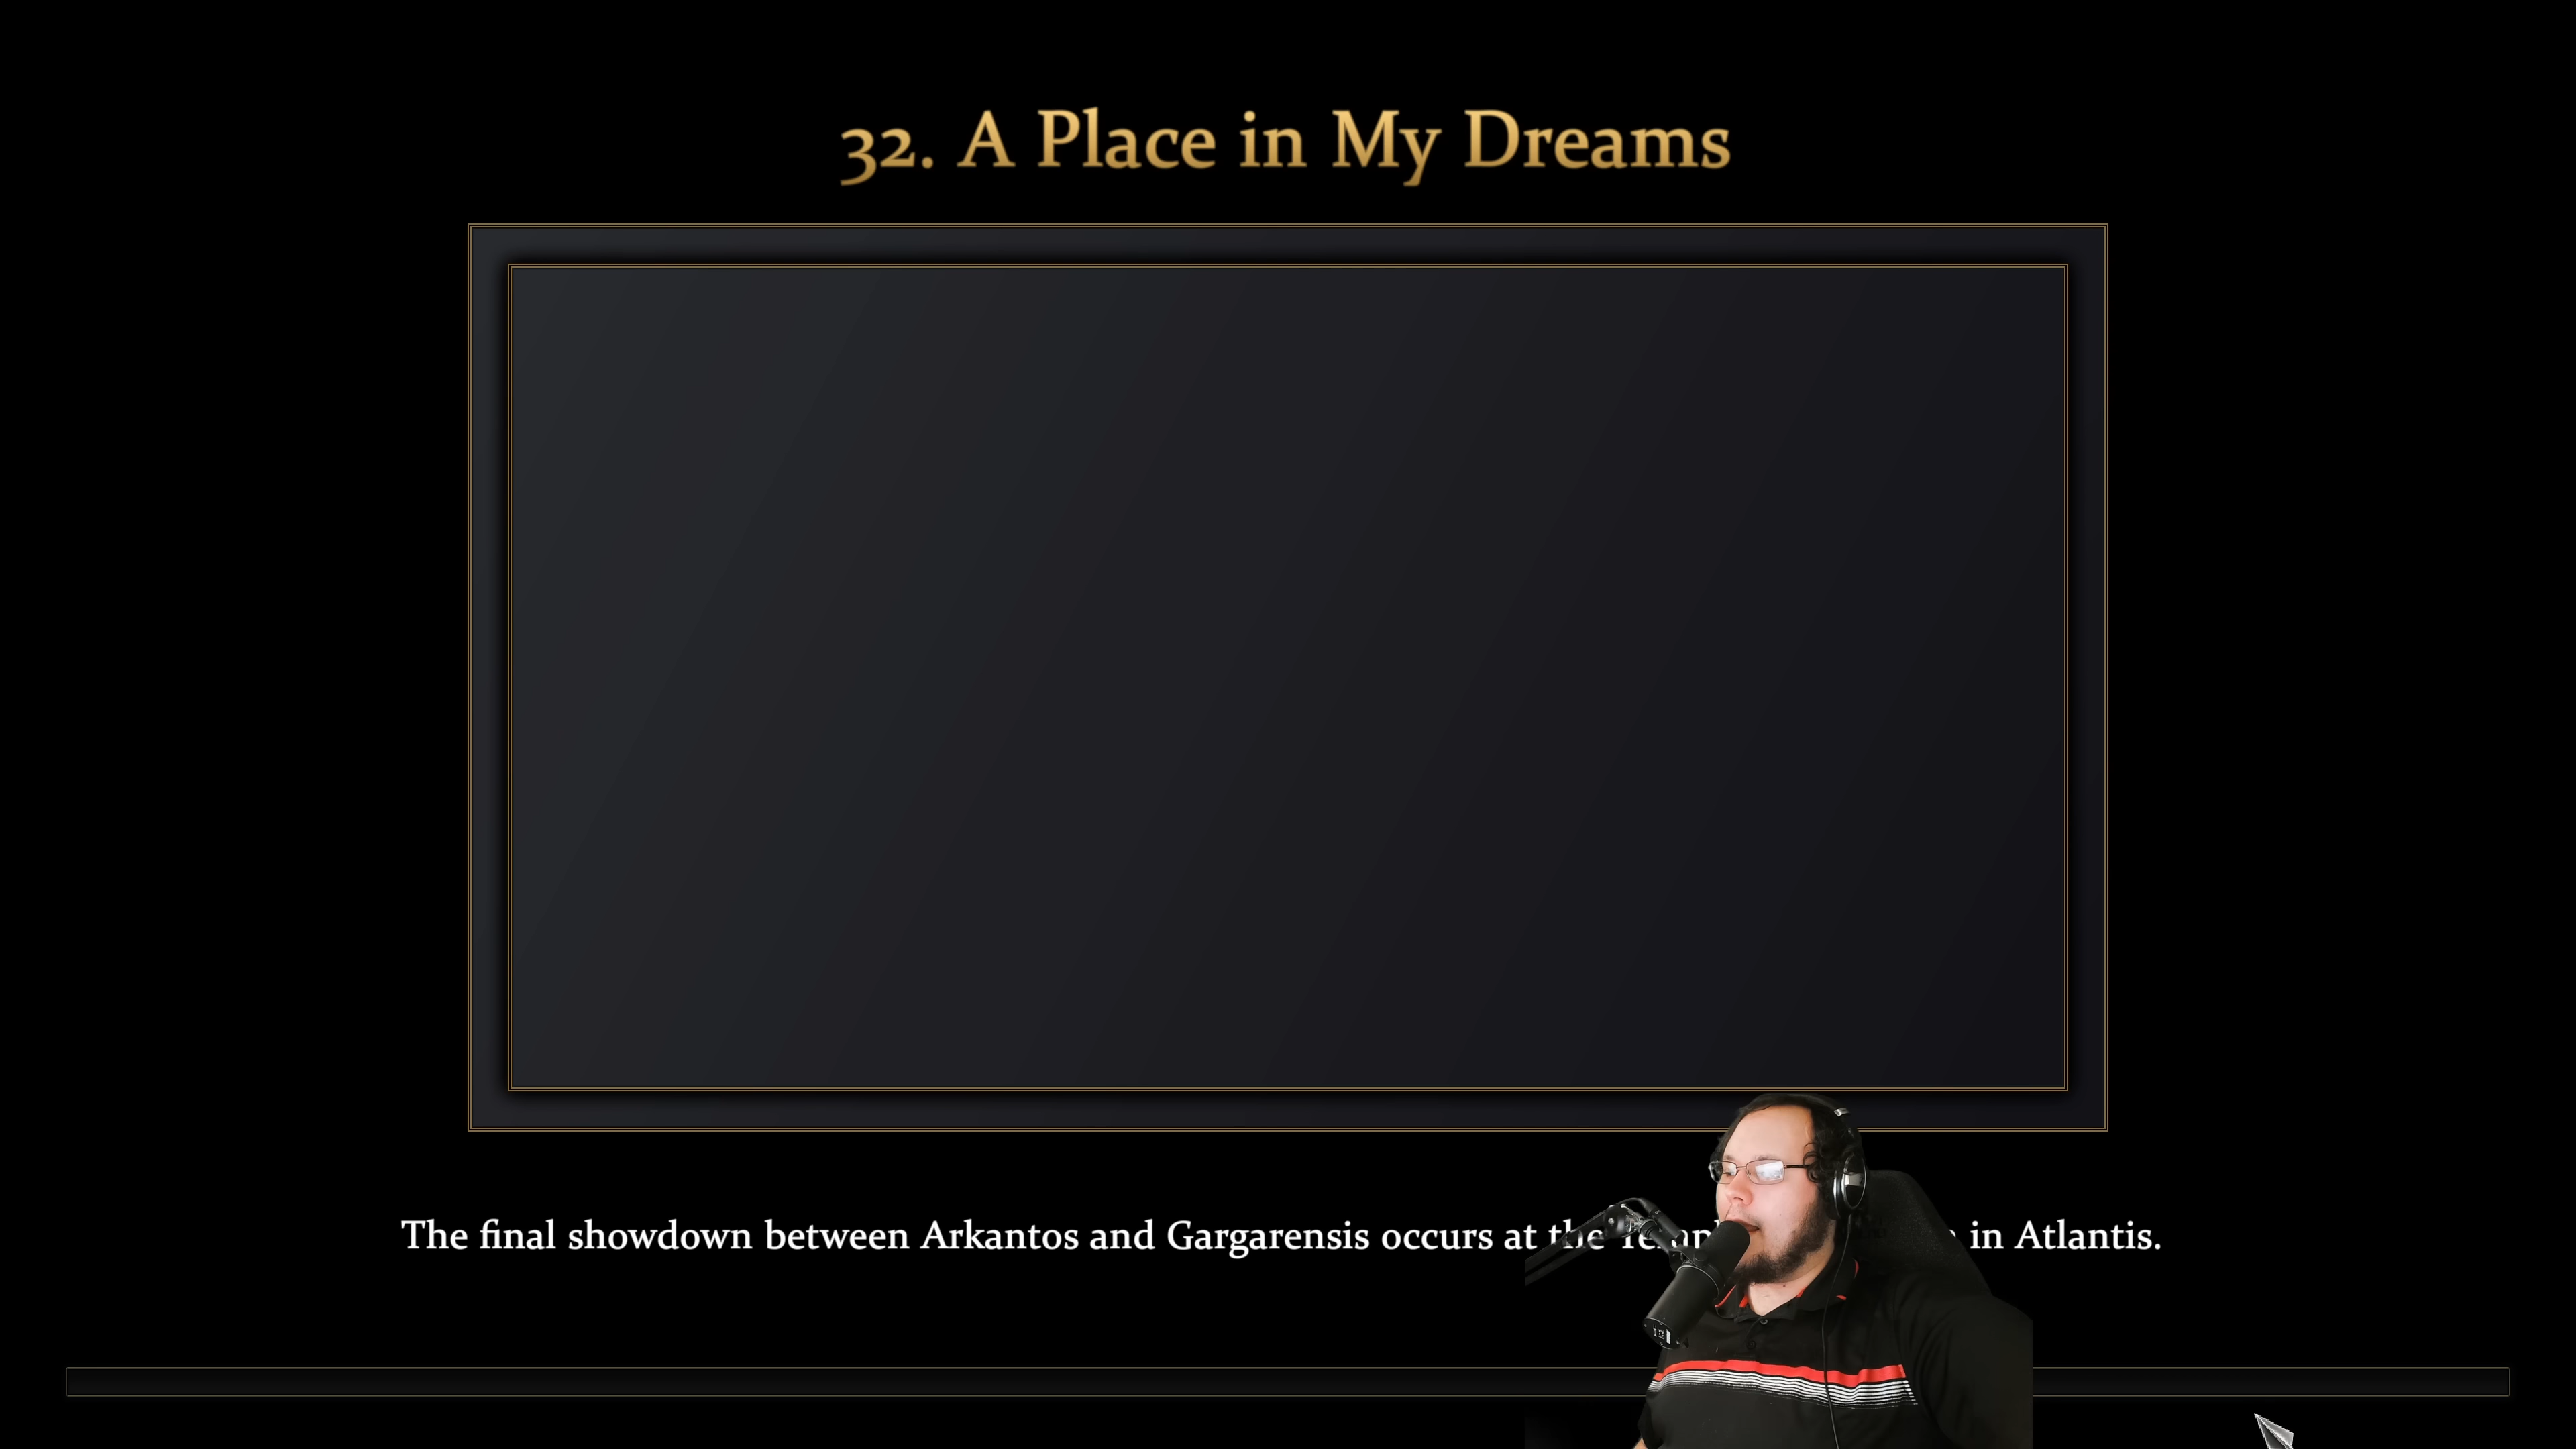 32. A Place in My Dreams
The final showdown between Arkantos and Gargarensis occurs at the in Atlantis.